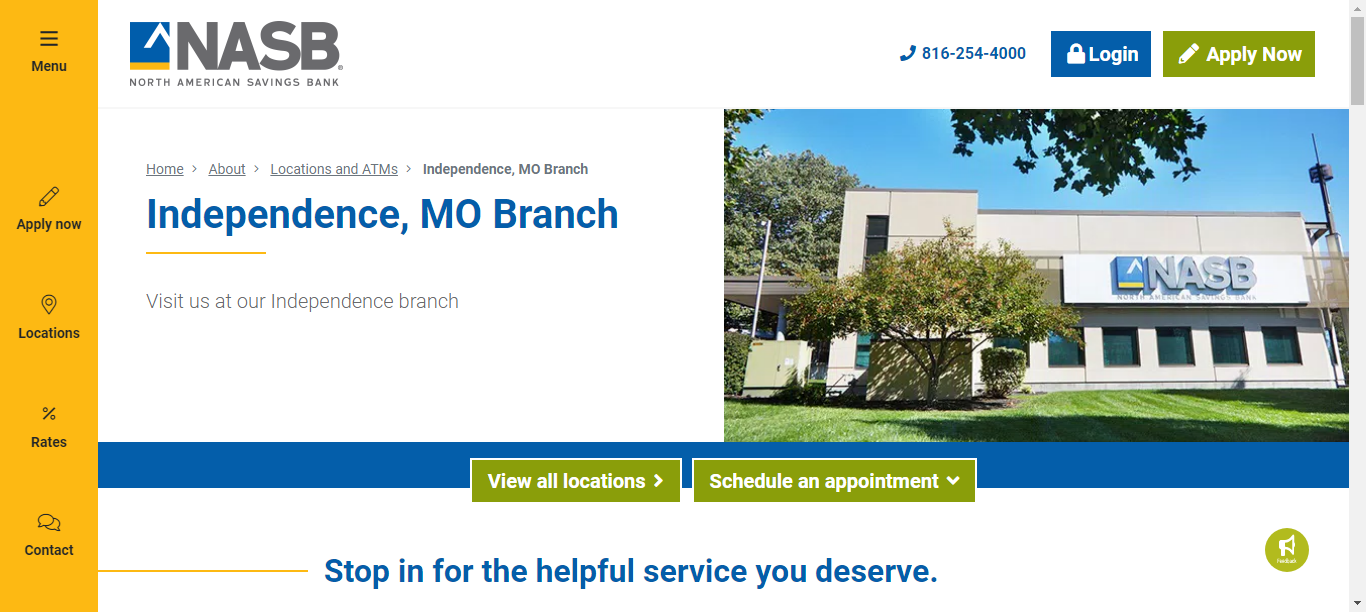 Menu
Apply now
Locations
Rates
Contact
NASB®
NORTH AMERICAN SAVINGS BANK
816-254-4000
Login
Apply Now
Home > About > Locations and ATMs > Independence, MO Branch
Independence, MO Branch
Visit us at our Independence branch
NASB
NORTH AMERICAN SAVINGS BANK
View all locations >
Schedule an appointment
Stop in for the helpful service you deserve.
Feedback